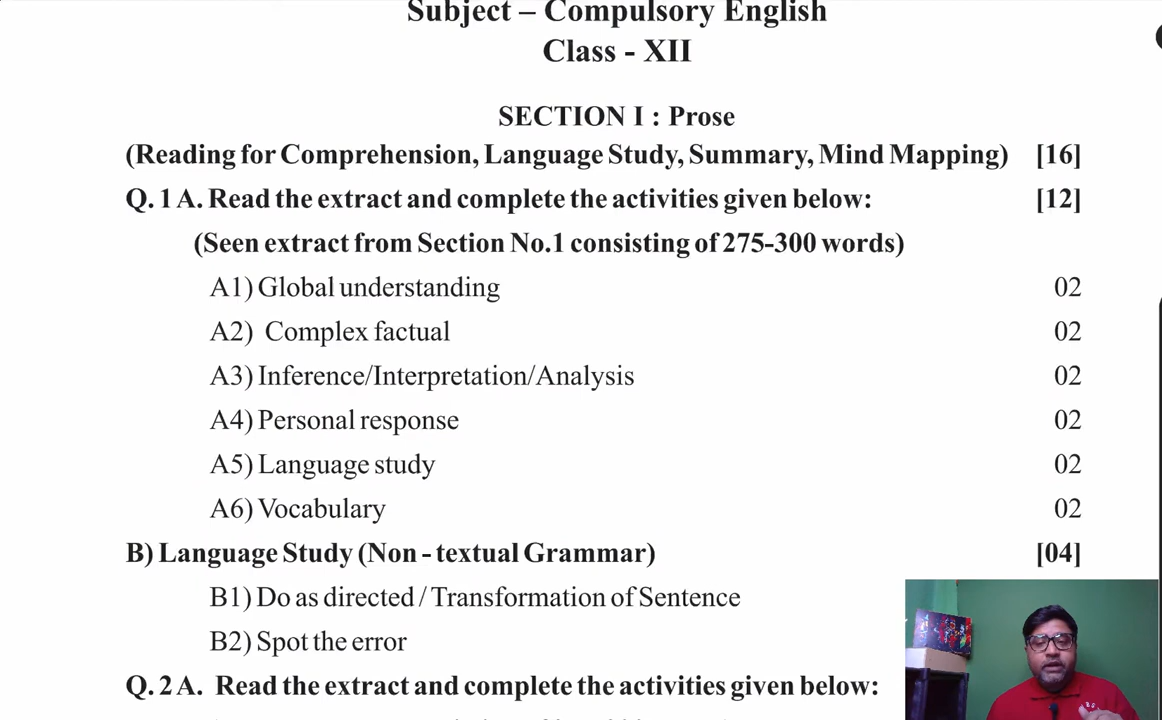 Subject – Compulsory English
Class - XII
SECTION I : Prose
(Reading for Comprehension, Language Study, Summary, Mind Mapping) [16]
Q. 1 A. Read the extract and complete the activities given below: [12]
(Seen extract from Section No.1 consisting of 275-300 words)
A1) Global understanding 02
A2) Complex factual 02
A3) Inference/Interpretation/Analysis 02
A4) Personal response 02
A5) Language study 02
A6) Vocabulary 02
B) Language Study (Non - textual Grammar) [04]
B1) Do as directed / Transformation of Sentence
B2) Spot the error
Q. 2 A. Read the extract and complete the activities given below: